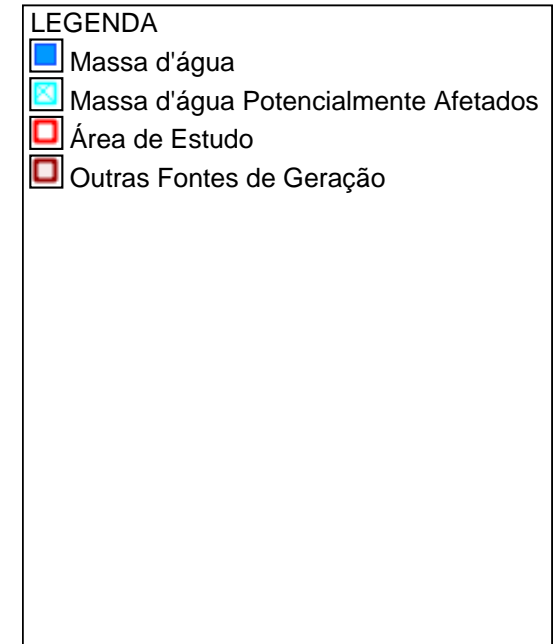 LEGENDA
Massa d'água
Massa d'água Potencialmente Afetados
Área de Estudo
Outras Fontes de Geração